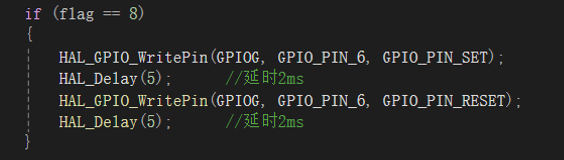 if (flag == 8)
{
HAL_GPIO_WritePin(GPIOG, GPIO_PIN_6, GPIO_PIN_SET);
HAL_Delay(5); //延时2ms
HAL_GPIO_WritePin(GPIOG, GPIO_PIN_6, GPIO_PIN_RESET);
HAL_Delay(5); //延时2ms
}